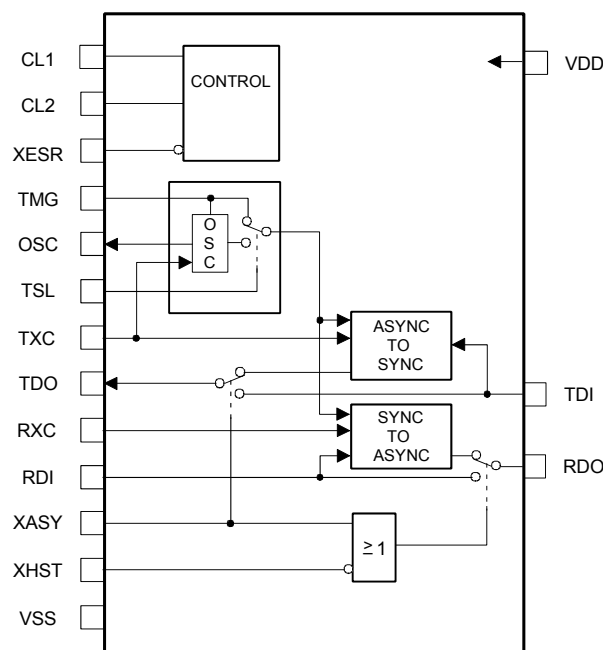 CL1
CL2
XESR
TMG
OSC
TSL
TXC
TDO
RXC
RDI
XASY
XHST
VSS
CONTROL
O
S
C
ASYNC
TO
SYNC
SYNC
TO
ASYNC
≥ 1
VDD
TDI
RDO